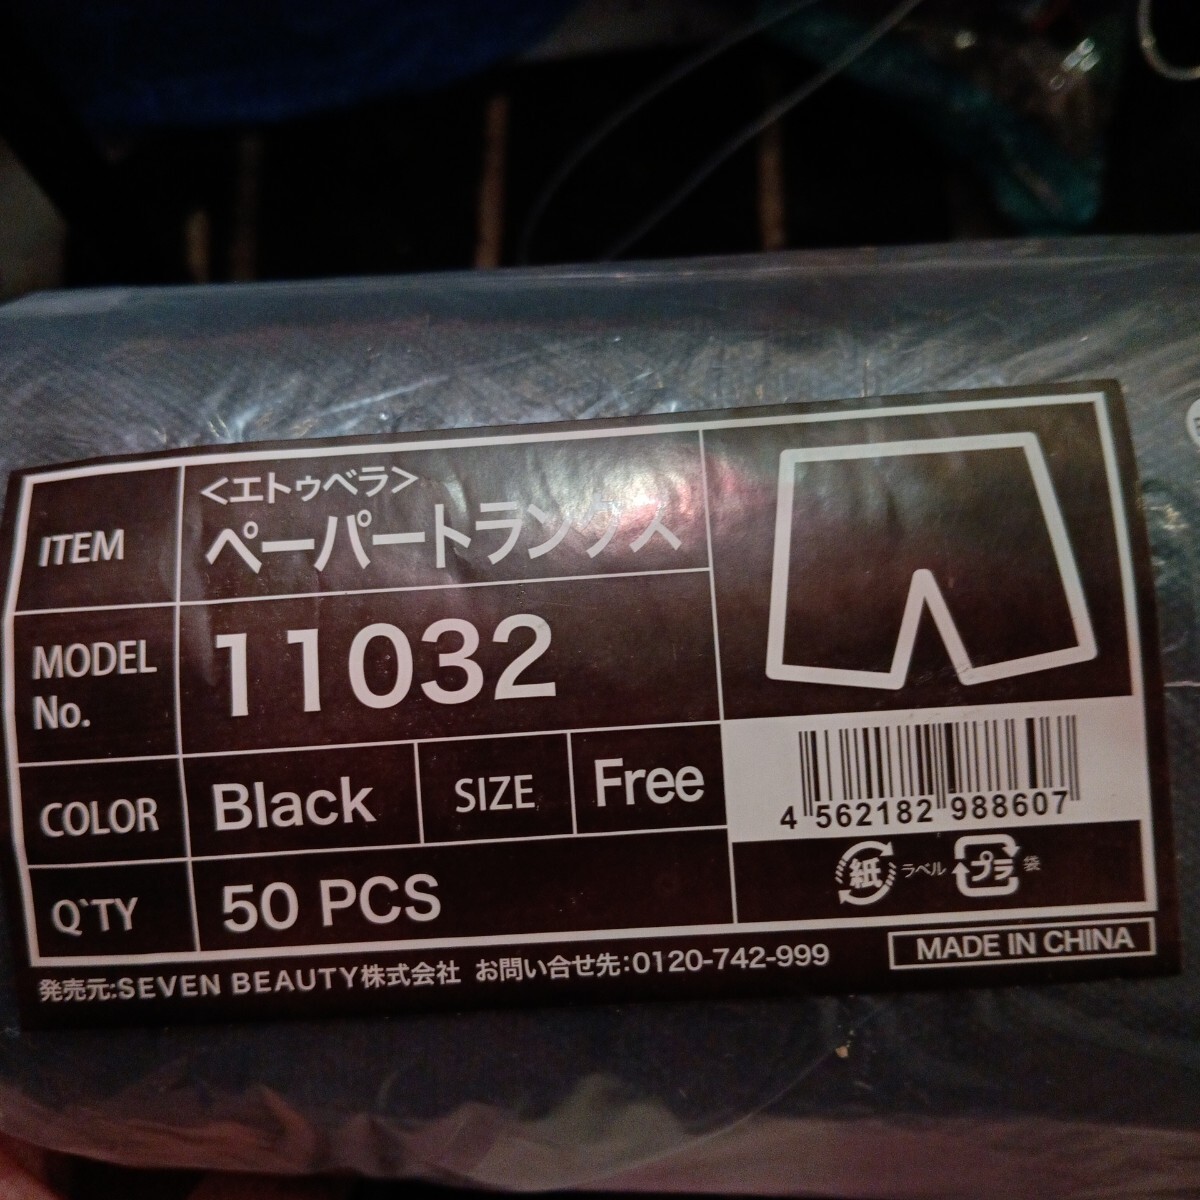 ITEM
<エトゥベラ>
ペーパートランクス
MODEL
No.
11032
COLOR
Black
SIZE
Free
Q'TY
50 PCS
4 562182 988607
紙 ラベル プラ 袋
発売元:SEVEN BEAUTY株式会社 お問い合せ先:0120-742-999
MADE IN CHINA